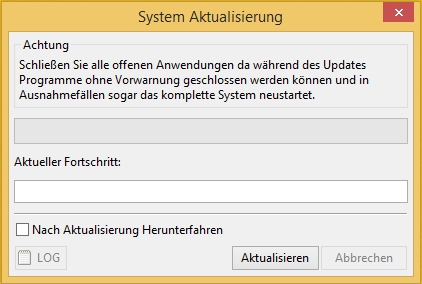 System Aktualisierung
Achtung
Schließen Sie alle offenen Anwendungen da während des Updates
Programme ohne Vorwarnung geschlossen werden können und in
Ausnahmefällen sogar das komplette System neustartet.
Aktueller Fortschritt:
Nach Aktualisierung Herunterfahren
LOG
Aktualisieren
Abbrechen